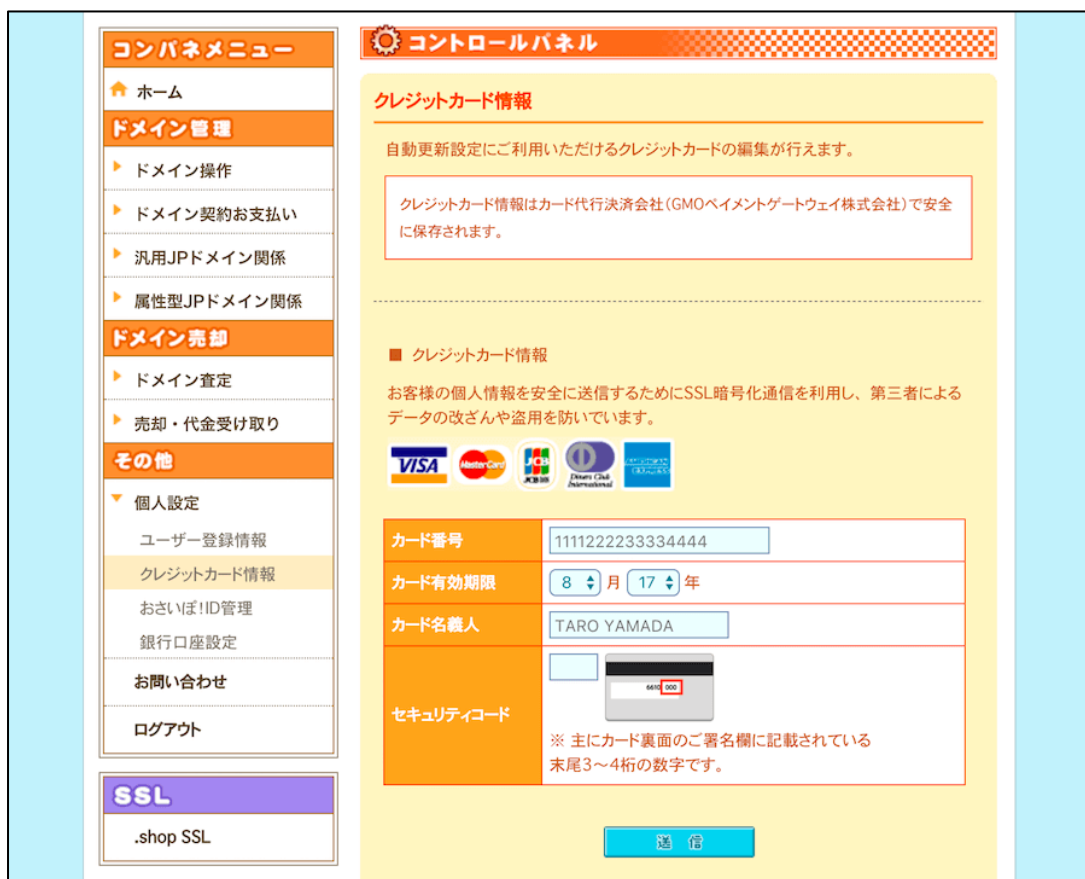 コンパネメニュー
ホーム
ドメイン管理
ドメイン操作
ドメイン契約お支払い
汎用JPドメイン関係
属性型JPドメイン関係
ドメイン売却
ドメイン査定
売却・代金受け取り
その他
個人設定
ユーザー登録情報
クレジットカード情報
おさいぽ!ID管理
銀行口座設定
お問い合わせ
ログアウト
SSL
.shop SSL
コントロールパネル
クレジットカード情報
自動更新設定にご利用いただけるクレジットカードの編集が行えます。
クレジットカード情報はカード代行決済会社(GMOペイメントゲートウェイ株式会社)で安全
に保存されます。
■ クレジットカード情報
お客様の個人情報を安全に送信するためにSSL暗号化通信を利用し、第三者による
データの改ざんや盗用を防いでいます。
VISA MasterCard JCB Diners Club International AMERICAN EXPRESS
カード番号 1111222233334444
カード有効期限 8 月 17 年
カード名義人 TARO YAMADA
セキュリティコード
6610 000
※ 主にカード裏面のご署名欄に記載されている
末尾3〜4桁の数字です。
送 信